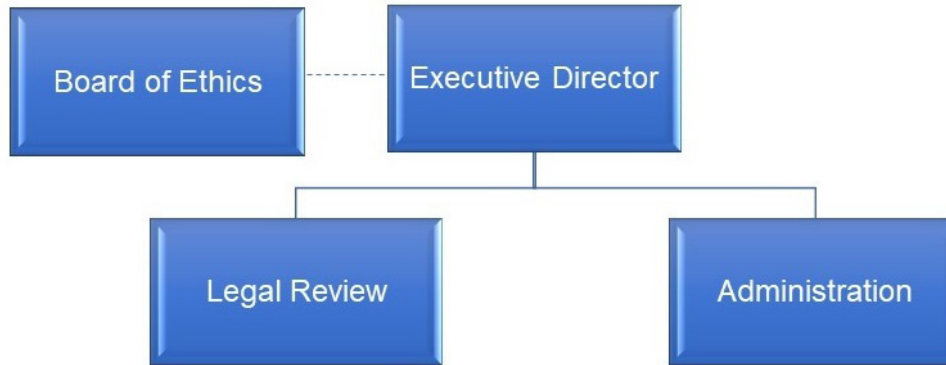 Board of Ethics
Executive Director
Legal Review
Administration